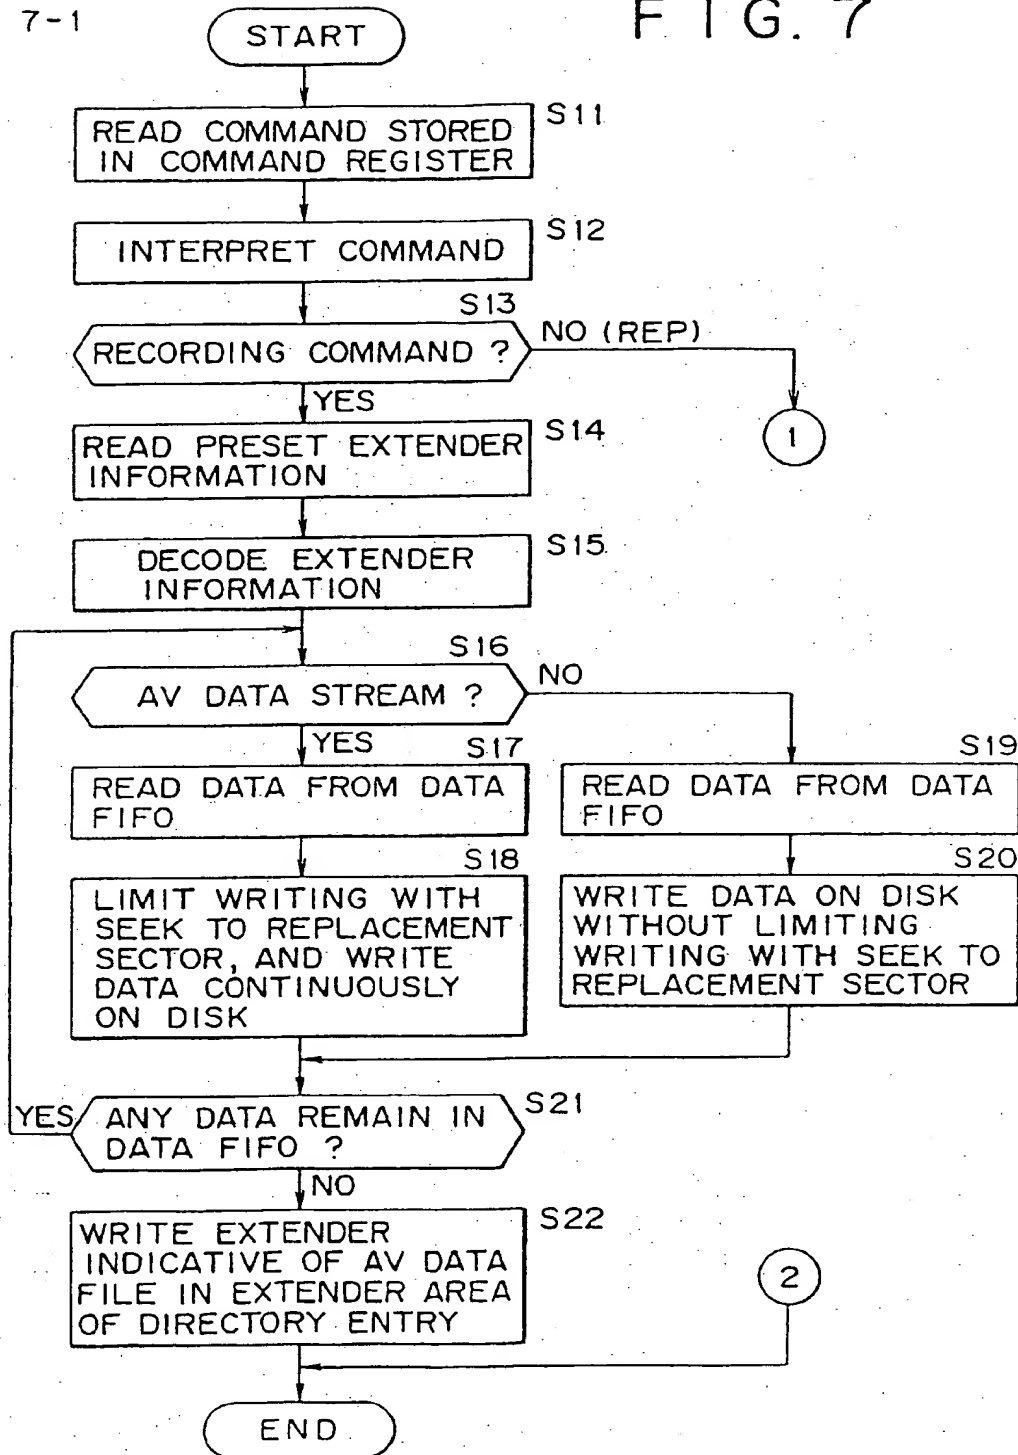 7-1
FIG. 7
START
S11
READ COMMAND STORED
IN COMMAND REGISTER
S12
INTERPRET COMMAND
S13
RECORDING COMMAND ?
NO (REP)
YES
1
S14
READ PRESET EXTENDER
INFORMATION
S15
DECODE EXTENDER
INFORMATION
S16
AV DATA STREAM ?
NO
YES
S17
READ DATA FROM DATA
FIFO
S19
READ DATA FROM DATA
FIFO
S18
LIMIT WRITING WITH
SEEK TO REPLACEMENT
SECTOR, AND WRITE
DATA CONTINUOUSLY
ON DISK
S20
WRITE DATA ON DISK
WITHOUT LIMITING
WRITING WITH SEEK TO
REPLACEMENT SECTOR
YES
ANY DATA REMAIN IN
DATA FIFO ?
S21
NO
S22
WRITE EXTENDER
INDICATIVE OF AV DATA
FILE IN EXTENDER AREA
OF DIRECTORY ENTRY
2
END